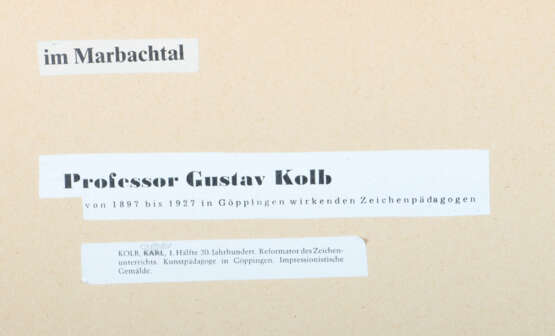 im Marbachtal
Professor Gustav Kolb
von 1897 bis 1927 in Göppingen wirkenden Zeichenpädagogen
KOLB, KARL, 1. Hälfte 20. Jahrhundert. Reformator des Zeichen-
unterrichts. Kunstpädagoge in Göppingen. Impressionistische
Gemälde.